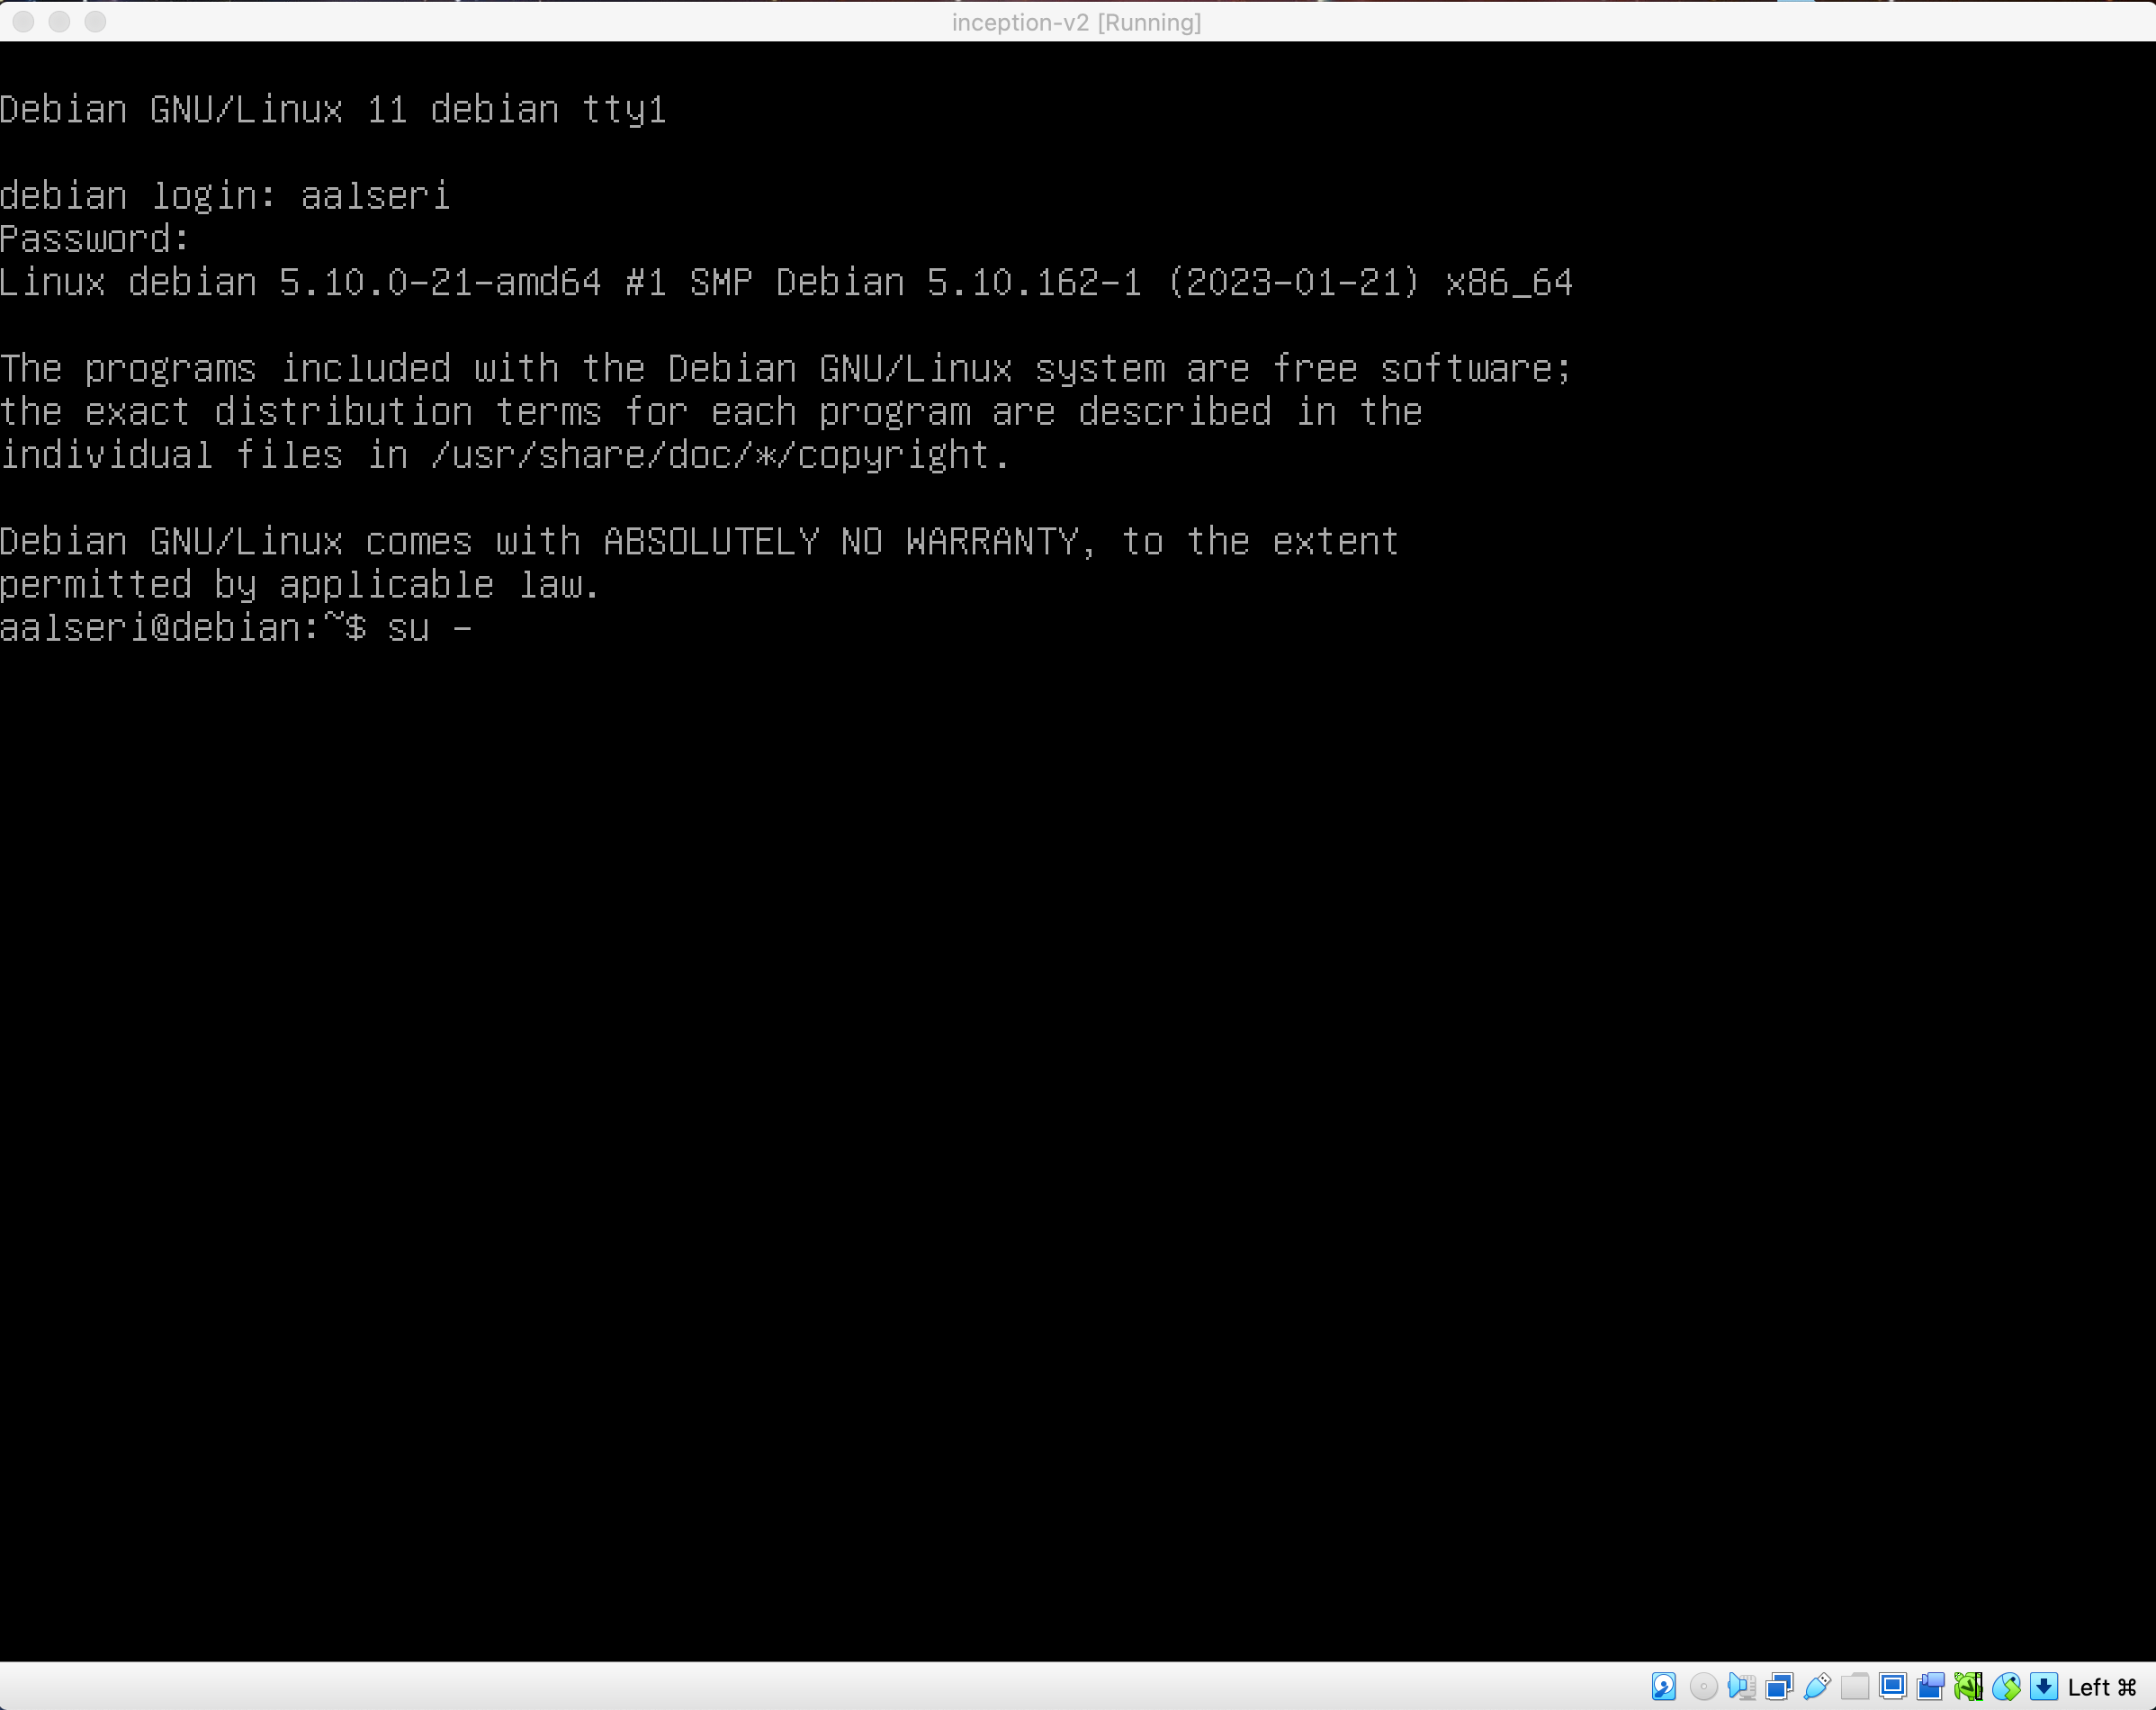 inception-v2 [Running]
Debian GNU/Linux 11 debian tty1
debian login: aalseri
Password:
Linux debian 5.10.0-21-amd64 #1 SMP Debian 5.10.162-1 (2023-01-21) x86_64
The programs included with the Debian GNU/Linux system are free software;
the exact distribution terms for each program are described in the
individual files in /usr/share/doc/*/copyright.
Debian GNU/Linux comes with ABSOLUTELY NO WARRANTY, to the extent
permitted by applicable law.
aalseri@debian:~$ su -
Left ⌘